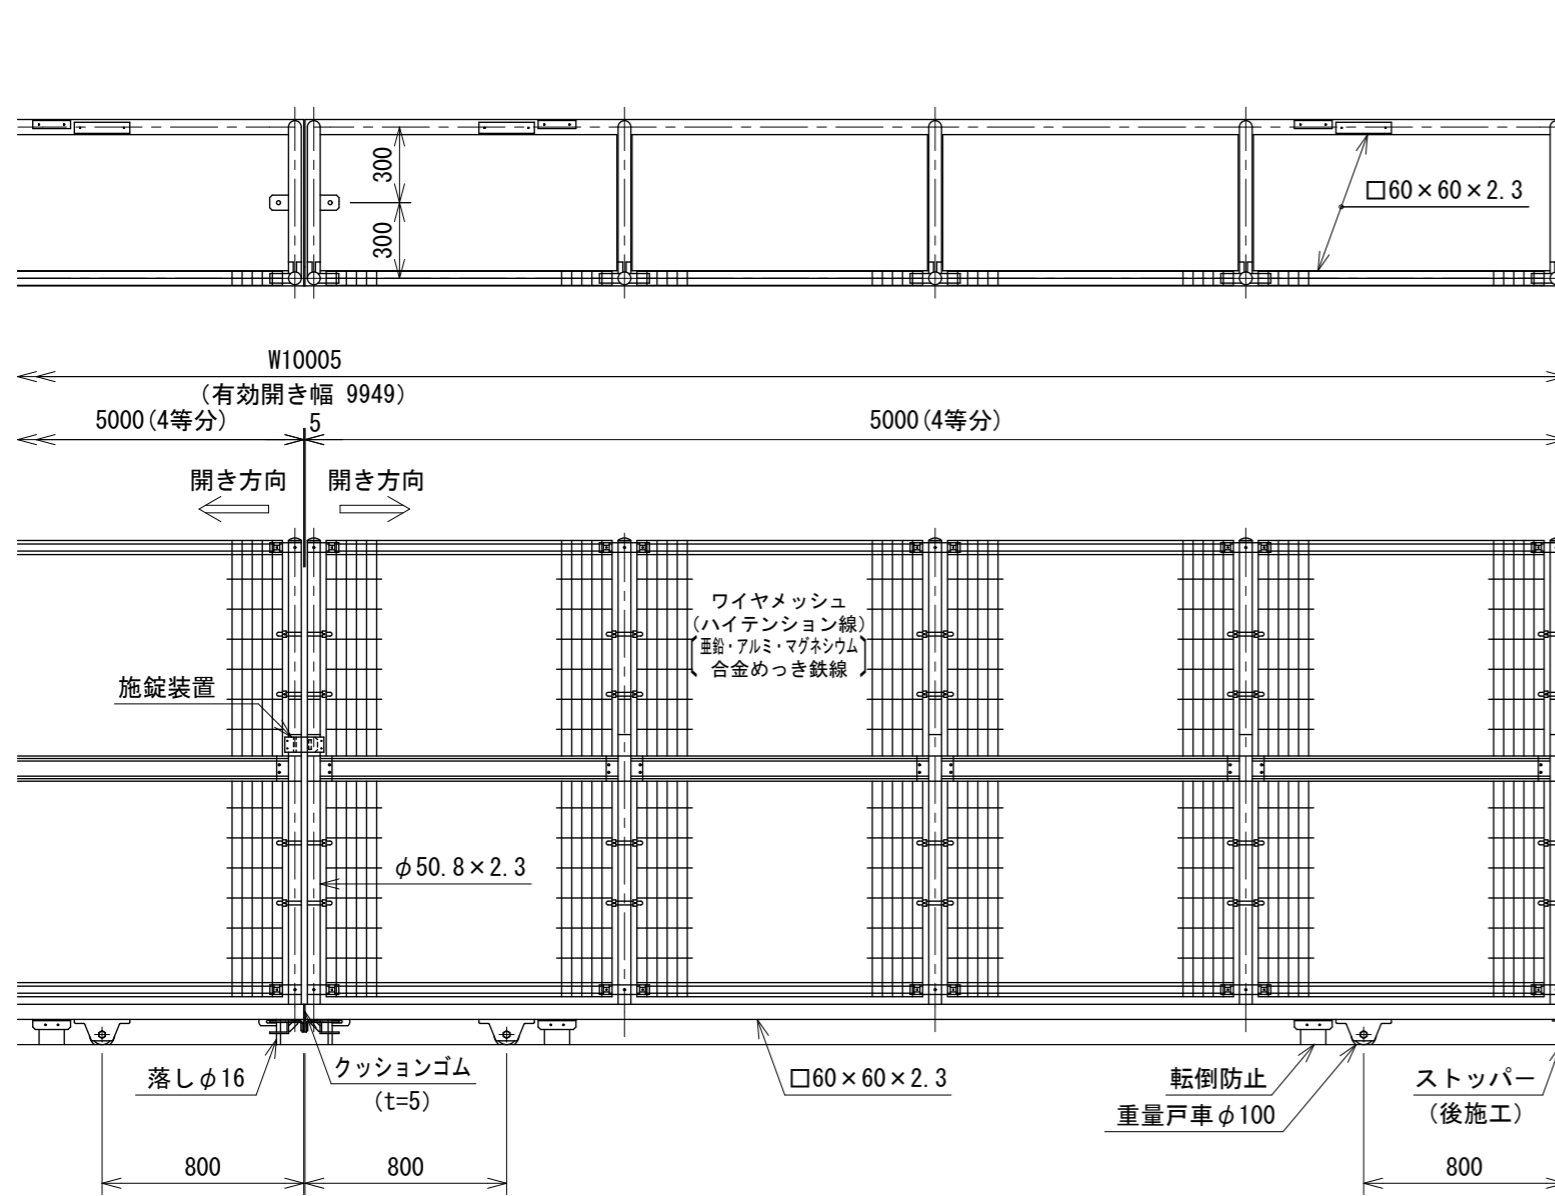 300
300
□60×60×2.3
W10005
(有効開き幅 9949)
5000(4等分)
5
5000(4等分)
開き方向
開き方向
ワイヤメッシュ
(ハイテンション線)
亜鉛・アルミ・マグネシウム
合金めっき鉄線
施錠装置
φ50.8×2.3
落しφ16
クッションゴム
(t=5)
□60×60×2.3
転倒防止
重量戸車φ100
ストッパー
(後施工)
800
800
800